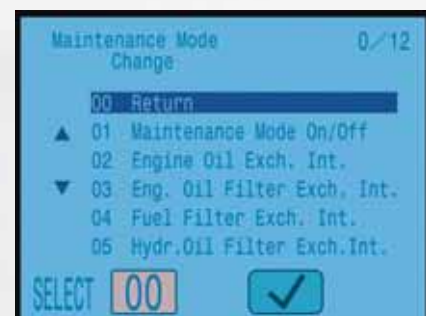 Maintenance Mode 0/12
Change
00 Return
01 Maintenance Mode On/Off
02 Engine Oil Exch. Int.
03 Eng. Oil Filter Exch. Int.
04 Fuel Filter Exch. Int.
05 Hydr.Oil Filter Exch.Int.
SELECT 00